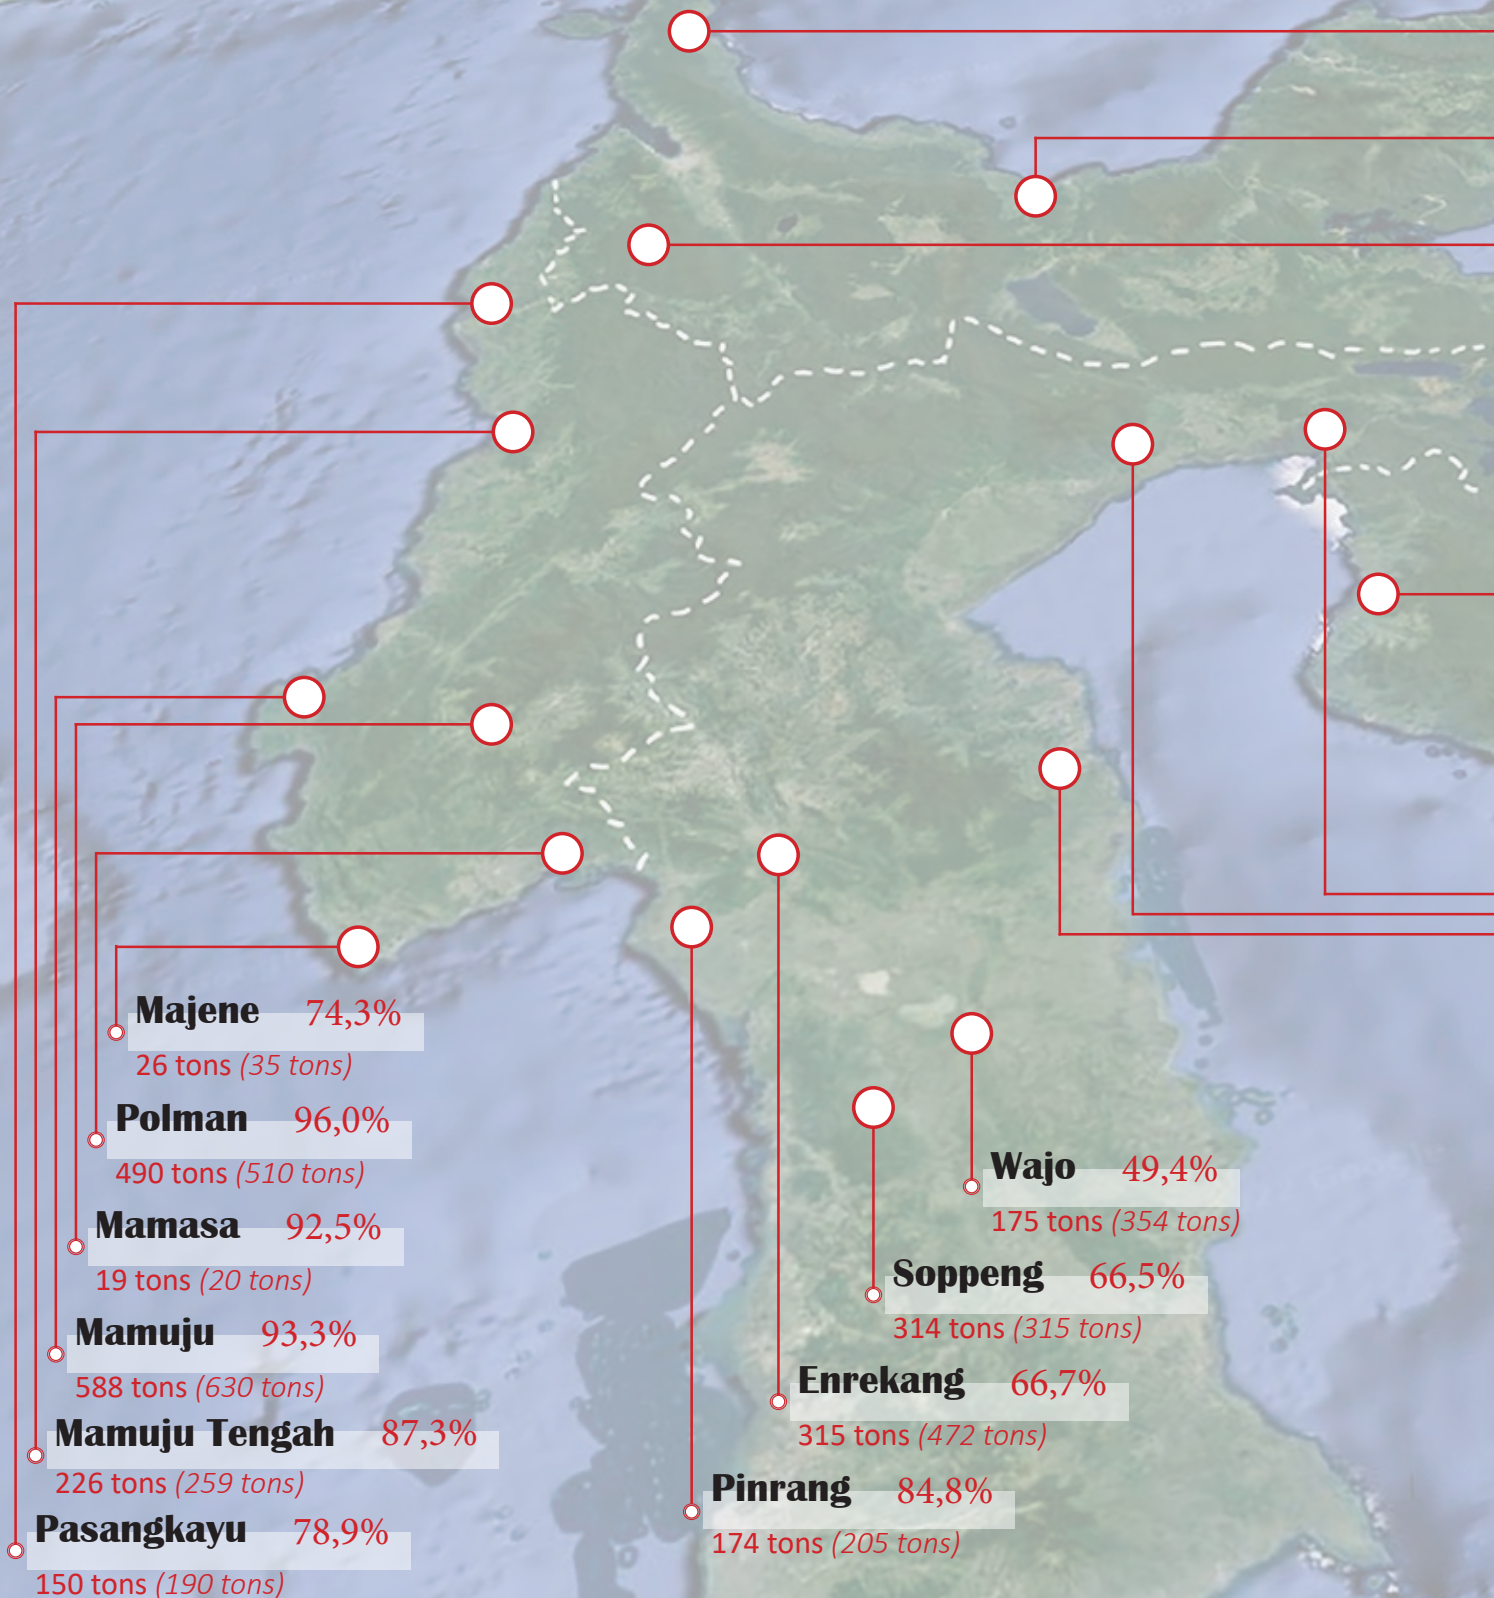 Majene 74,3%
26 tons (35 tons)
Polman 96,0%
490 tons (510 tons)
Mamasa 92,5%
19 tons (20 tons)
Mamuju 93,3%
588 tons (630 tons)
Mamuju Tengah 87,3%
226 tons (259 tons)
Pasangkayu 78,9%
150 tons (190 tons)
Wajo 49,4%
175 tons (354 tons)
Soppeng 66,5%
314 tons (315 tons)
Enrekang 66,7%
315 tons (472 tons)
Pinrang 84,8%
174 tons (205 tons)